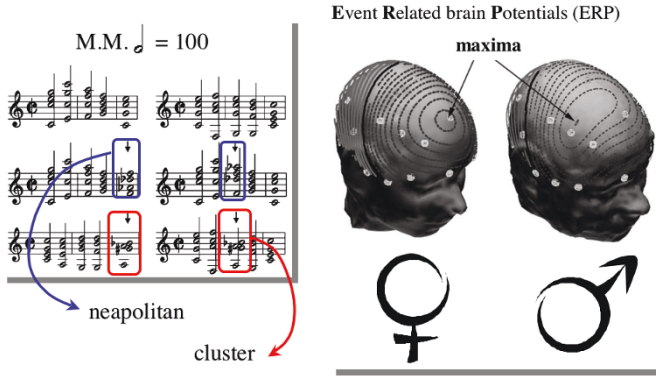 M.M. 𝅗𝅥 = 100
neapolitan
cluster
Event Related brain Potentials (ERP)
maxima